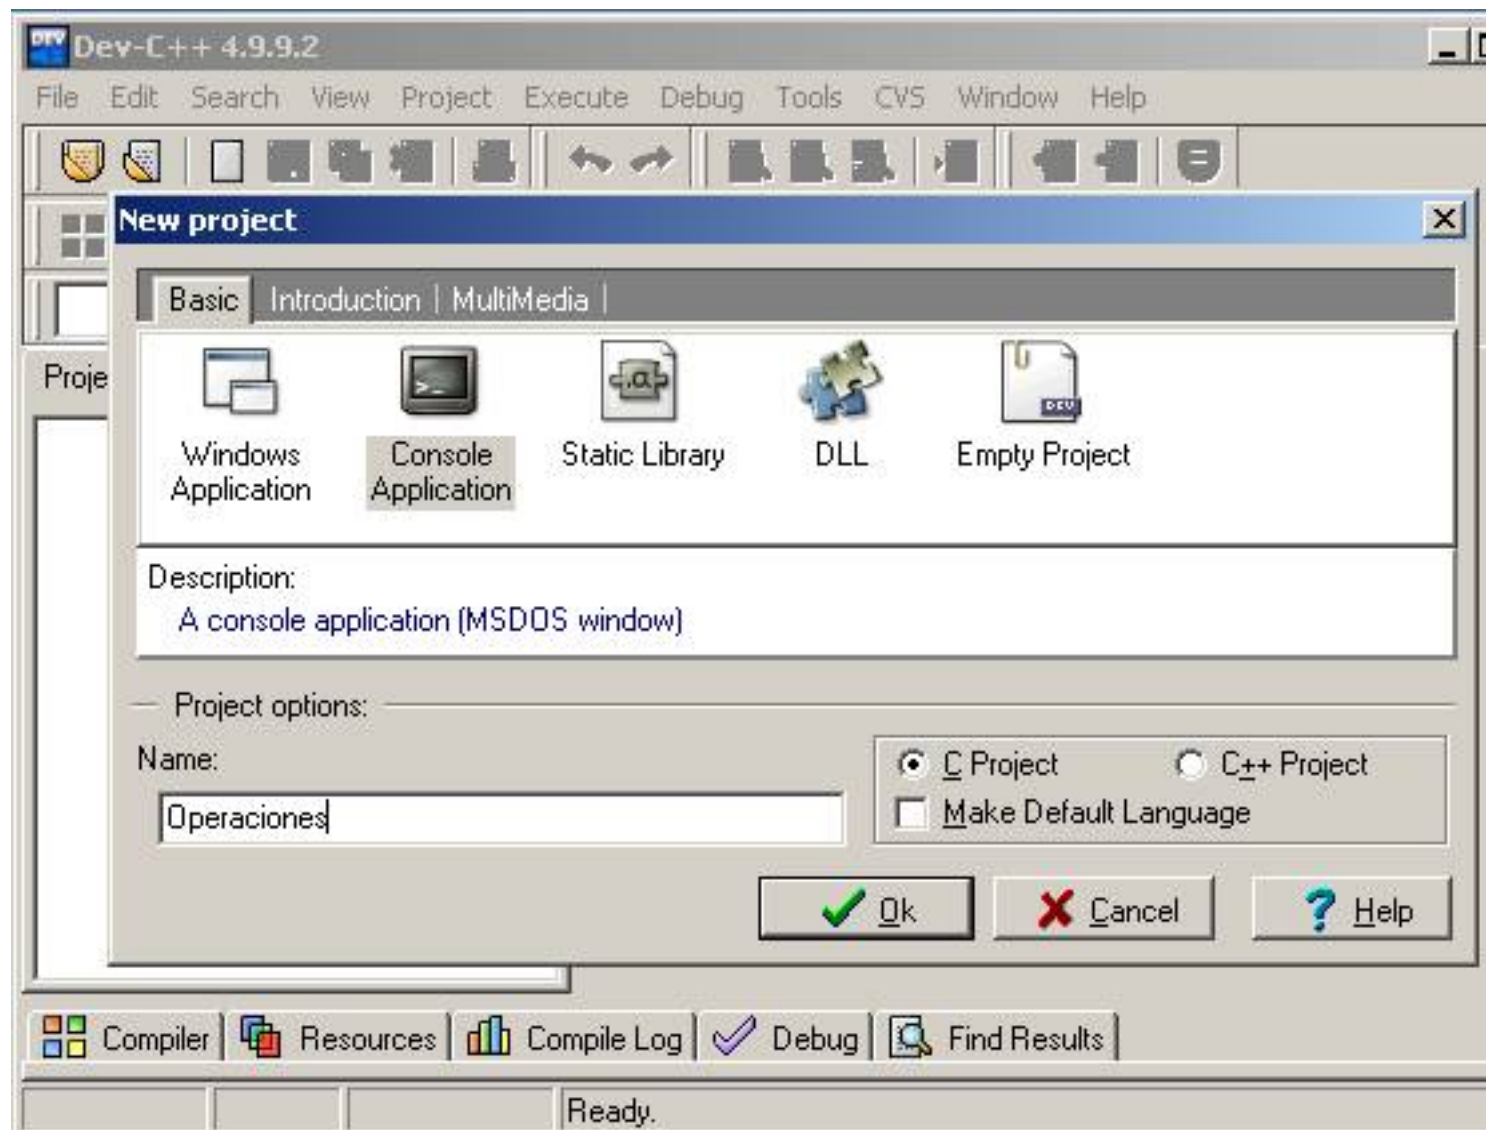 DEV Dev-C++ 4.9.9.2
File Edit Search View Project Execute Debug Tools CVS Window Help
New project
Basic Introduction MultiMedia
Proje
Windows Application
Console Application
.a
Static Library
DLL
DEV
Empty Project
Description:
A console application (MSDOS window)
Project options:
Name:
C Project C++ Project
Operaciones
Make Default Language
Ok Cancel ? Help
Compiler Resources Compile Log Debug Find Results
Ready.